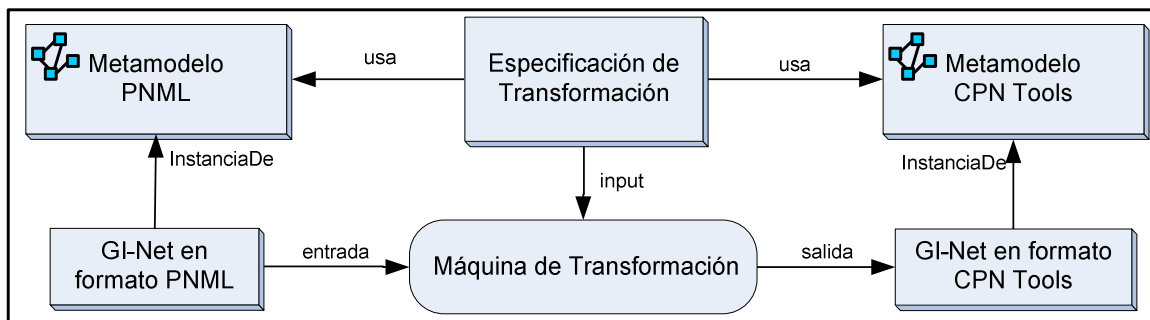 Metamodelo
PNML
usa
Especificación de
Transformación
usa
Metamodelo
CPN Tools
InstanciaDe
input
InstanciaDe
GI-Net en
formato PNML
entrada
Máquina de Transformación
salida
GI-Net en formato
CPN Tools